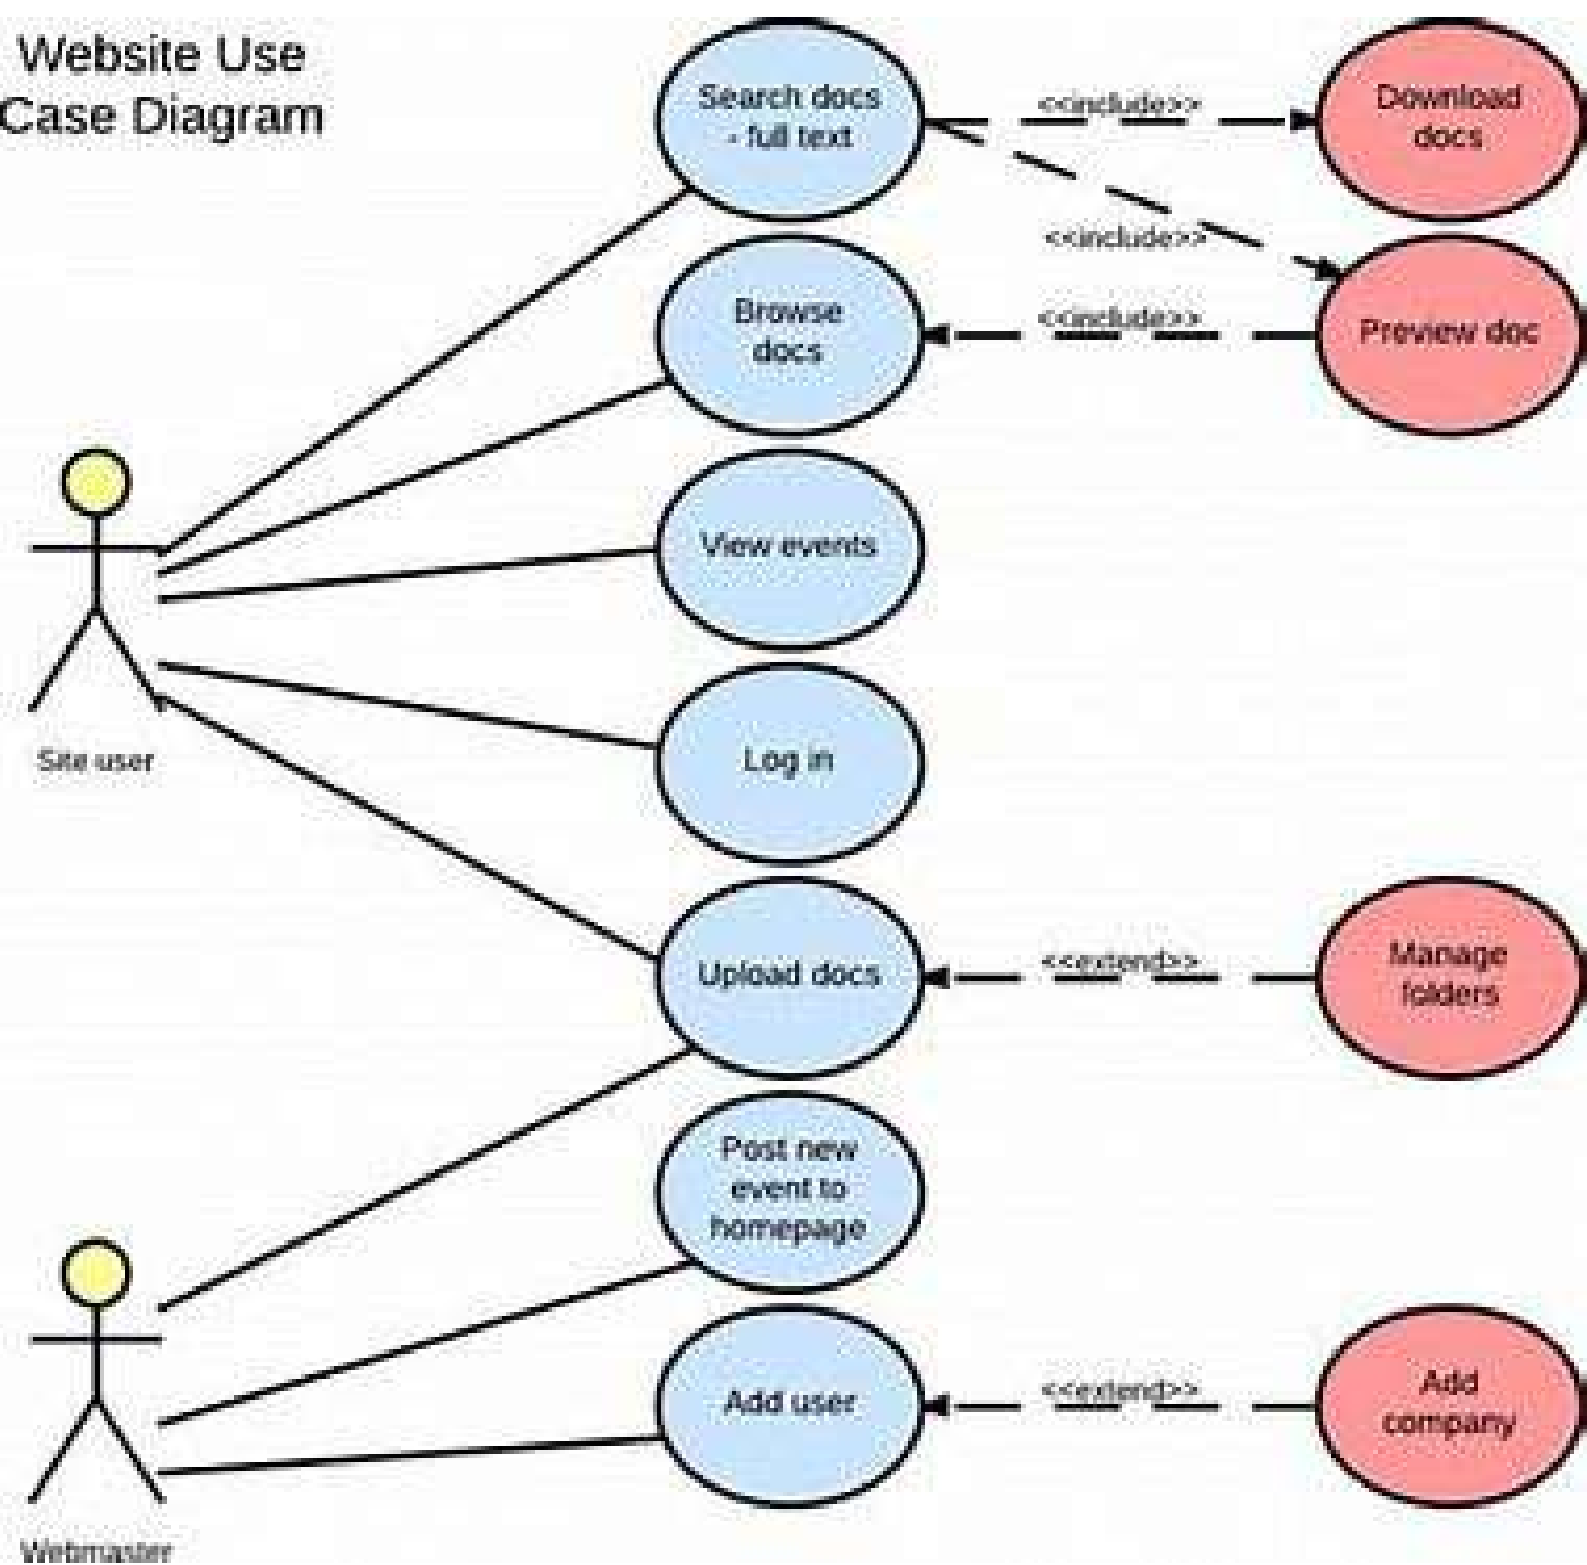 Website Use
Case Diagram
Search docs
- full text
<<include>>
Download
docs
<<include>>
Browse
docs
<<include>>
Preview doc
View events
Site user
Log in
Upload docs
<<extend>>
Manage
folders
Post new
event to
homepage
Add user
<<extend>>
Add
company
Webmaster